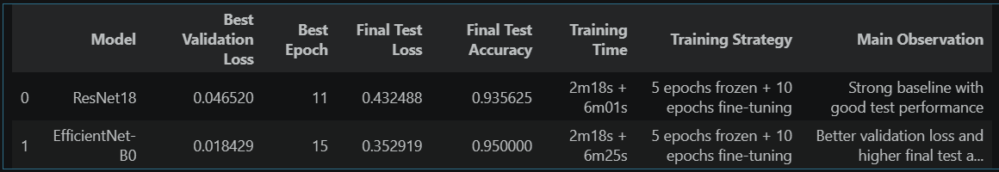 Model Best Validation Loss Best Epoch Final Test Loss Final Test Accuracy Training Time Training Strategy Main Observation
0 ResNet18 0.046520 11 0.432488 0.935625 2m18s + 6m01s 5 epochs frozen + 10 epochs fine-tuning Strong baseline with good test performance
1 EfficientNet-B0 0.018429 15 0.352919 0.950000 2m18s + 6m25s 5 epochs frozen + 10 epochs fine-tuning Better validation loss and higher final test a...